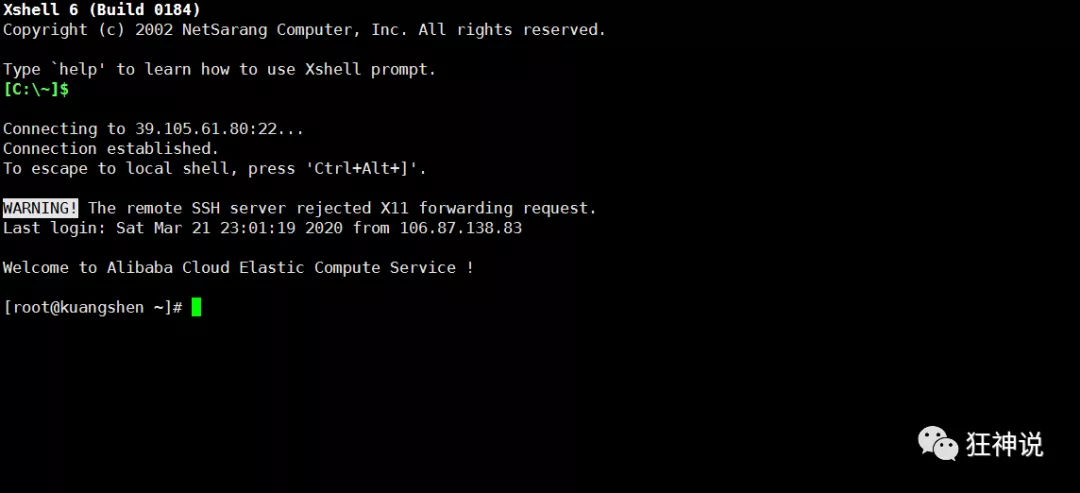 Xshell 6 (Build 0184)
Copyright (c) 2002 NetSarang Computer, Inc. All rights reserved.
Type `help' to learn how to use Xshell prompt.
[C:\~]$
Connecting to 39.105.61.80:22...
Connection established.
To escape to local shell, press 'Ctrl+Alt+]'.
WARNING! The remote SSH server rejected X11 forwarding request.
Last login: Sat Mar 21 23:01:19 2020 from 106.87.138.83
Welcome to Alibaba Cloud Elastic Compute Service !
[root@kuangshen ~]#
狂神说